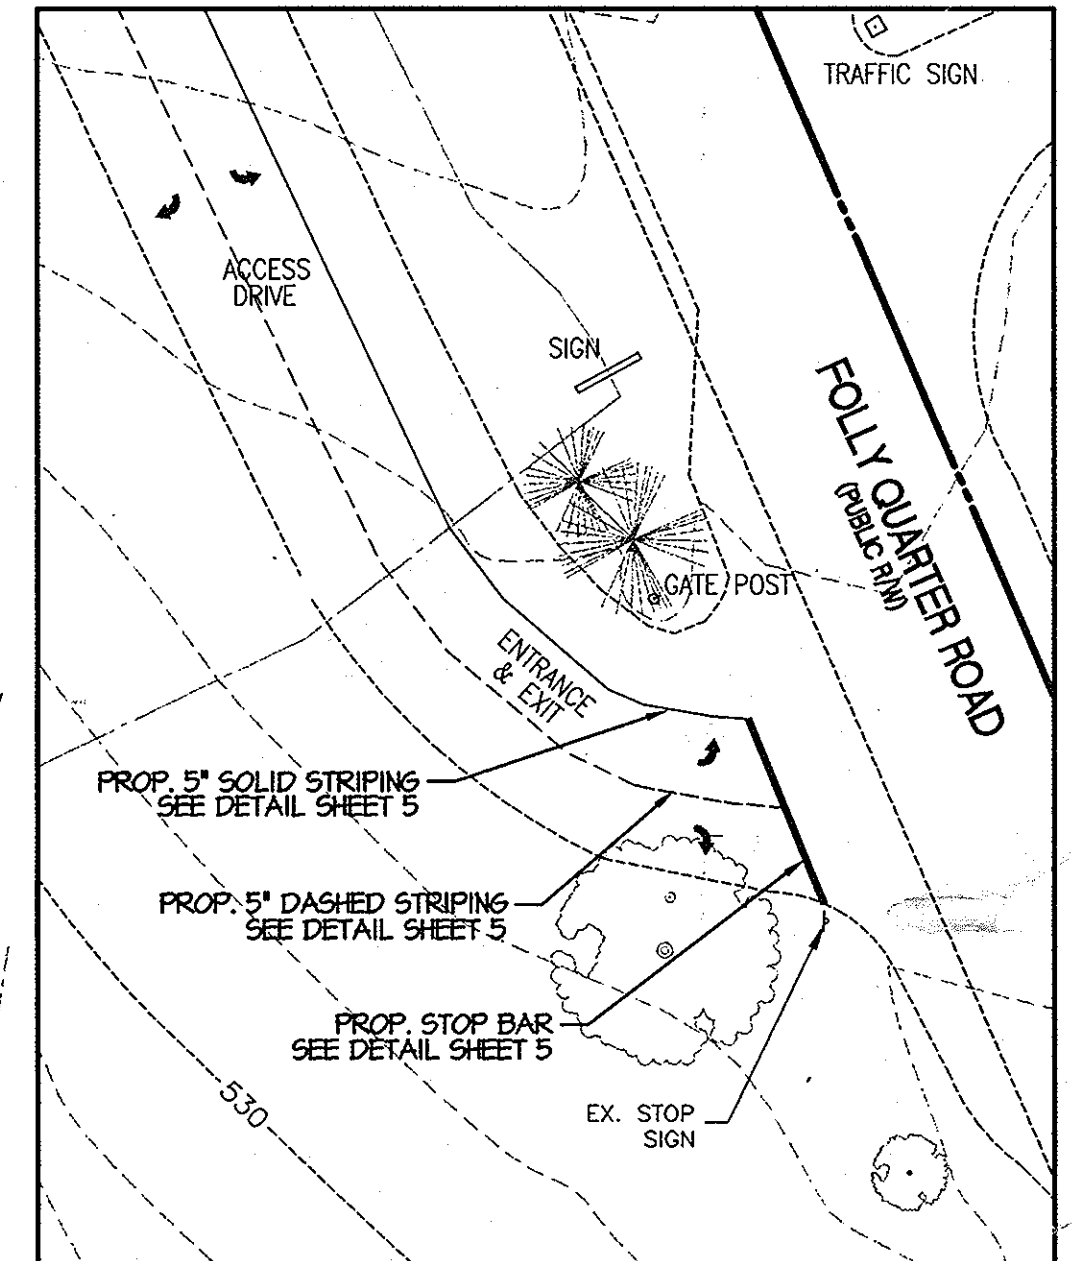 TRAFFIC SIGN
ACCESS
DRIVE
SIGN
FOLLY QUARTER ROAD
(PUBLIC R/W)
GATE POST
ENTRANCE
& EXIT
PROP. 5" SOLID STRIPING
SEE DETAIL SHEET 5
PROP. 5" DASHED STRIPING
SEE DETAIL SHEET 5
PROP. STOP BAR
SEE DETAIL SHEET 5
530
EX. STOP
SIGN